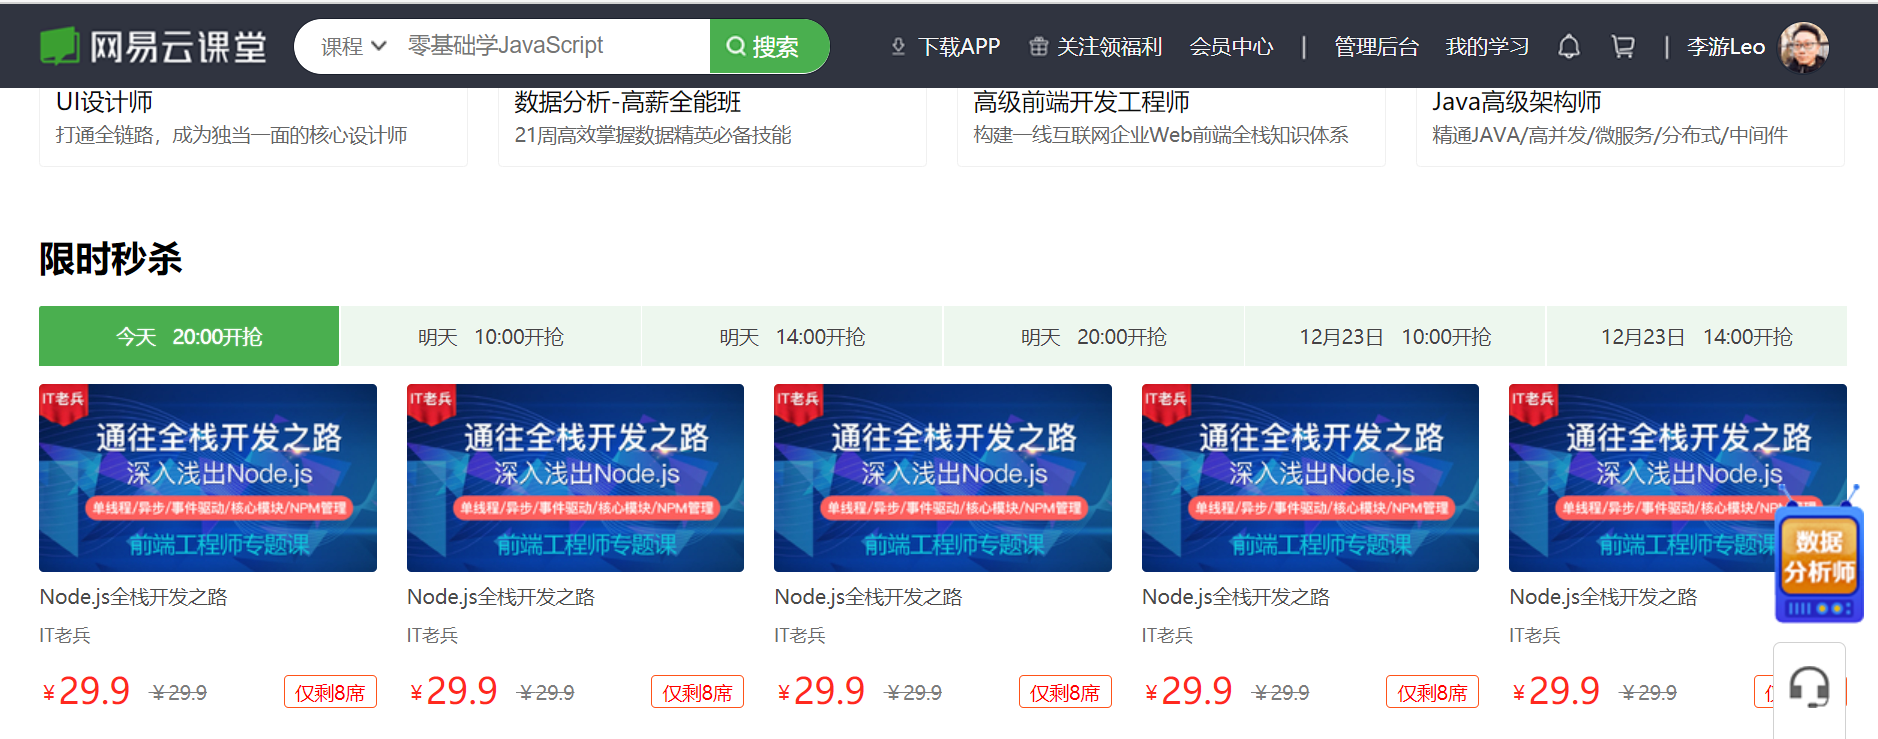 网易云课堂 课程 零基础学JavaScript 搜索 下载APP 关注领福利 会员中心 | 管理后台 我的学习 | 李游Leo
UI设计师 数据分析-高薪全能班 高级前端开发工程师 Java高级架构师
打通全链路，成为独当一面的核心设计师 21周高效掌握数据精英必备技能 构建一线互联网企业Web前端全栈知识体系 精通JAVA/高并发/微服务/分布式/中间件
限时秒杀
今天 20:00开抢 明天 10:00开抢 明天 14:00开抢 明天 20:00开抢 12月23日 10:00开抢 12月23日 14:00开抢
IT老兵 IT老兵 IT老兵 IT老兵 IT老兵
通往全栈开发之路 通往全栈开发之路 通往全栈开发之路 通往全栈开发之路 通往全栈开发之路
深入浅出Node.js 深入浅出Node.js 深入浅出Node.js 深入浅出Node.js 深入浅出Node.js
单线程/异步/事件驱动/核心模块/NPM管理 单线程/异步/事件驱动/核心模块/NPM管理 单线程/异步/事件驱动/核心模块/NPM管理 单线程/异步/事件驱动/核心模块/NPM管理 单线程/异步/事件驱动/核心模块/NPM管理
前端工程师专题课 前端工程师专题课 前端工程师专题课 前端工程师专题课 前端工程师专题
数据
分析师
Node.js全栈开发之路 Node.js全栈开发之路 Node.js全栈开发之路 Node.js全栈开发之路 Node.js全栈开发之路
IT老兵 IT老兵 IT老兵 IT老兵 IT老兵
¥29.9 ¥29.9 仅剩8席 ¥29.9 ¥29.9 仅剩8席 ¥29.9 ¥29.9 仅剩8席 ¥29.9 ¥29.9 仅剩8席 ¥29.9 ¥29.9